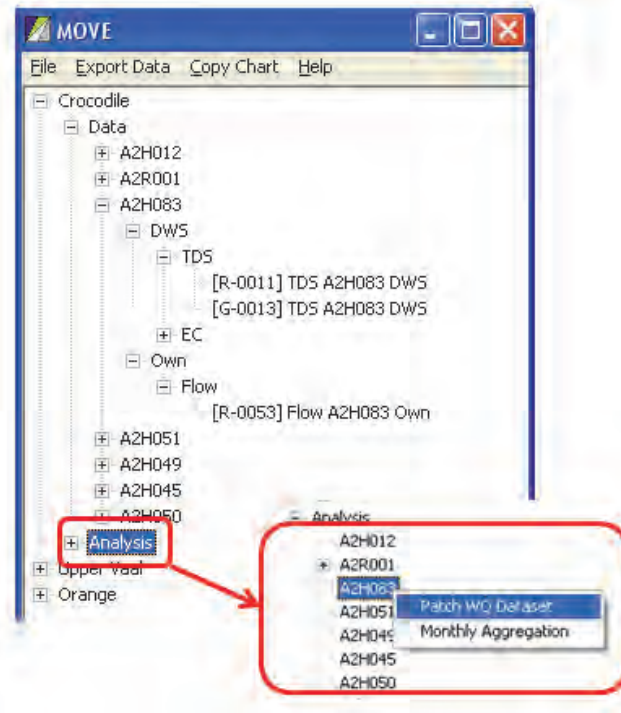 MOVE
File Export Data Copy Chart Help
Crocodile
Data
A2H012
A2R001
A2H083
DWS
TDS
[R-0011] TDS A2H083 DWS
[G-0013] TDS A2H083 DWS
EC
Own
Flow
[R-0053] Flow A2H083 Own
A2H051
A2H049
A2H045
A2H050
Analysis
Upper Vaal
Orange
Analysis
A2H012
A2R001
A2H083
Patch WQ Dataset
A2H051
Monthly Aggregation
A2H049
A2H045
A2H050